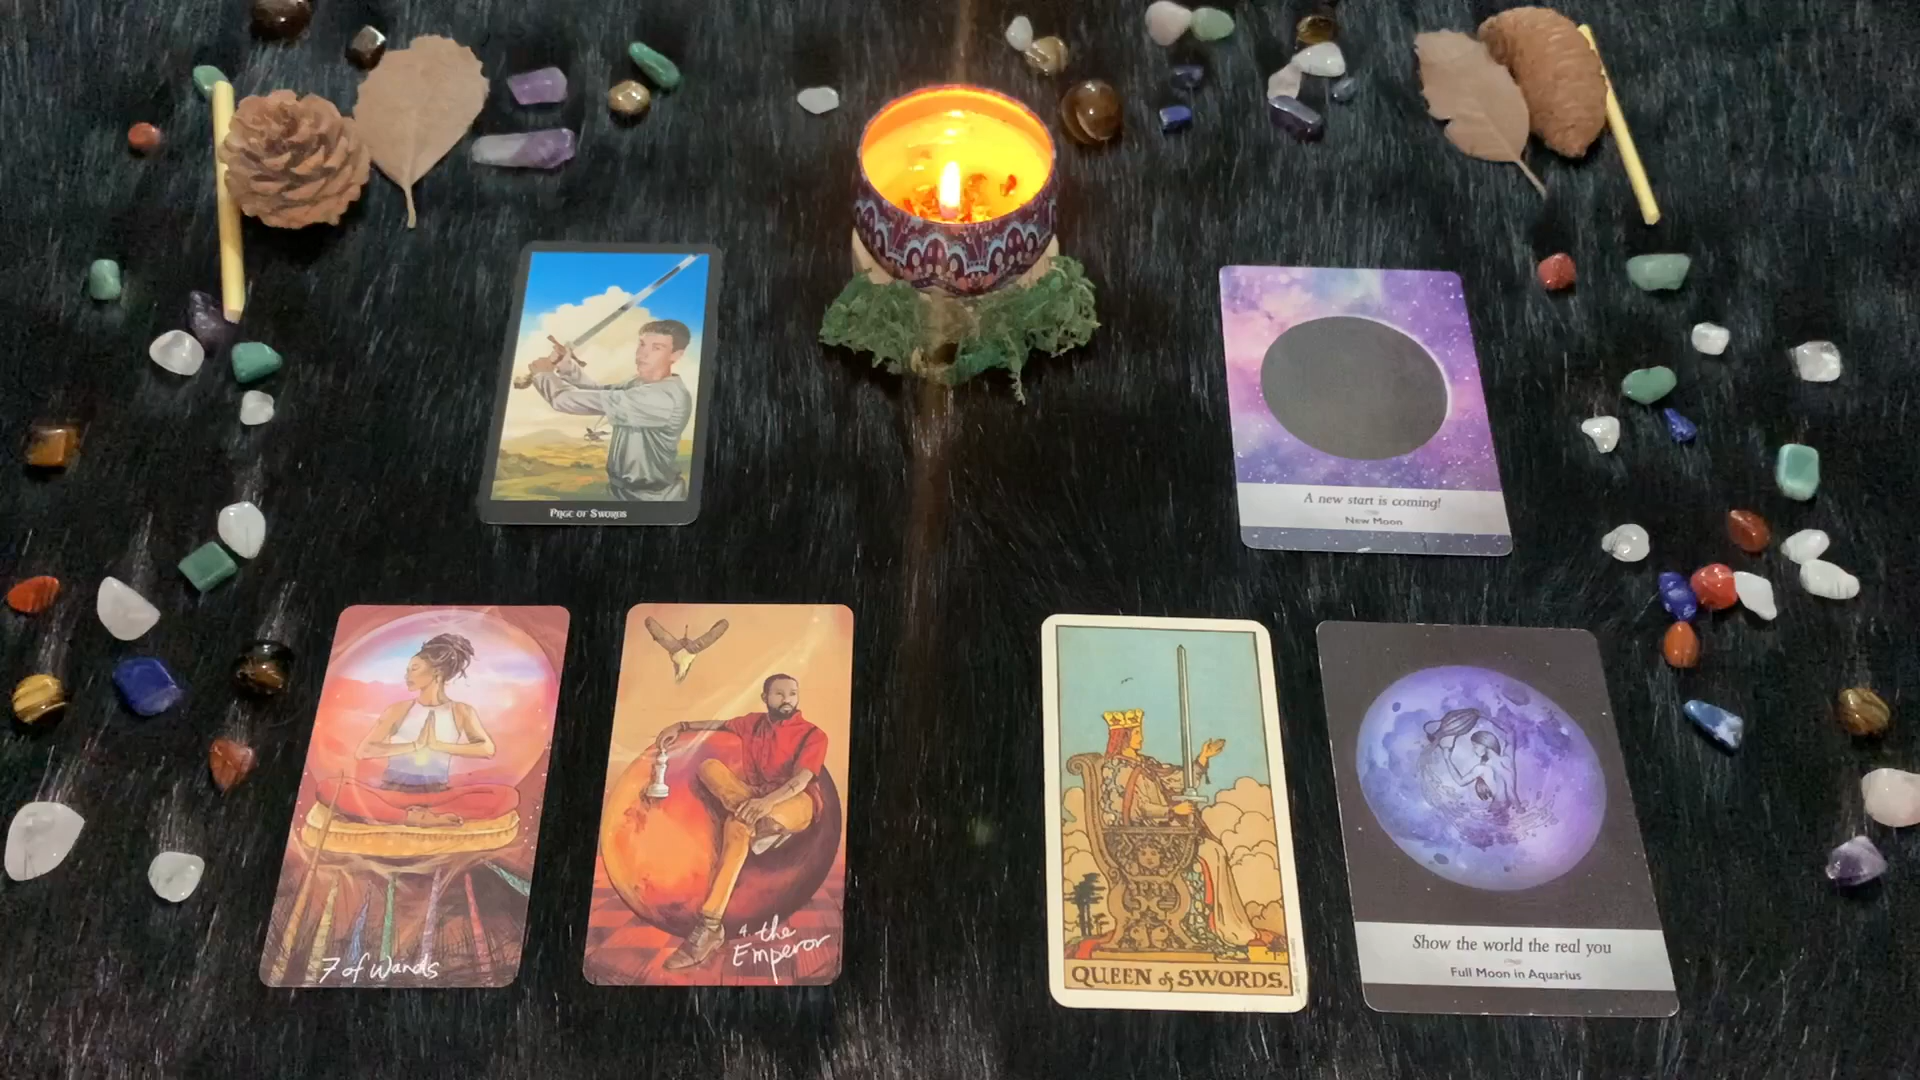 Page of Swords
A new start is coming!
New Moon
7 of Wands
4. the
Emperor
QUEEN of SWORDS.
Show the world the real you
Full Moon in Aquarius